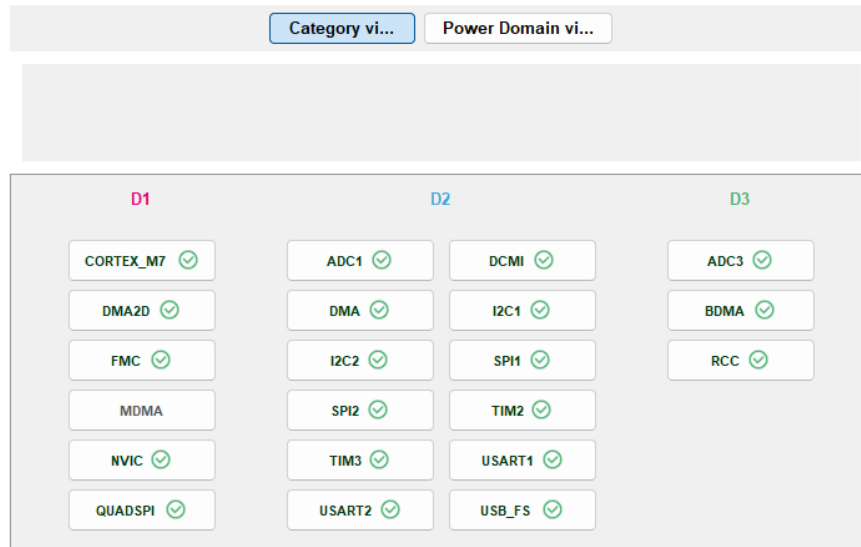 Category vi... Power Domain vi...
D1 D2 D3
CORTEX_M7 ADC1 DCMI ADC3
DMA2D DMA I2C1 BDMA
FMC I2C2 SPI1 RCC
MDMA SPI2 TIM2
NVIC TIM3 USART1
QUADSPI USART2 USB_FS